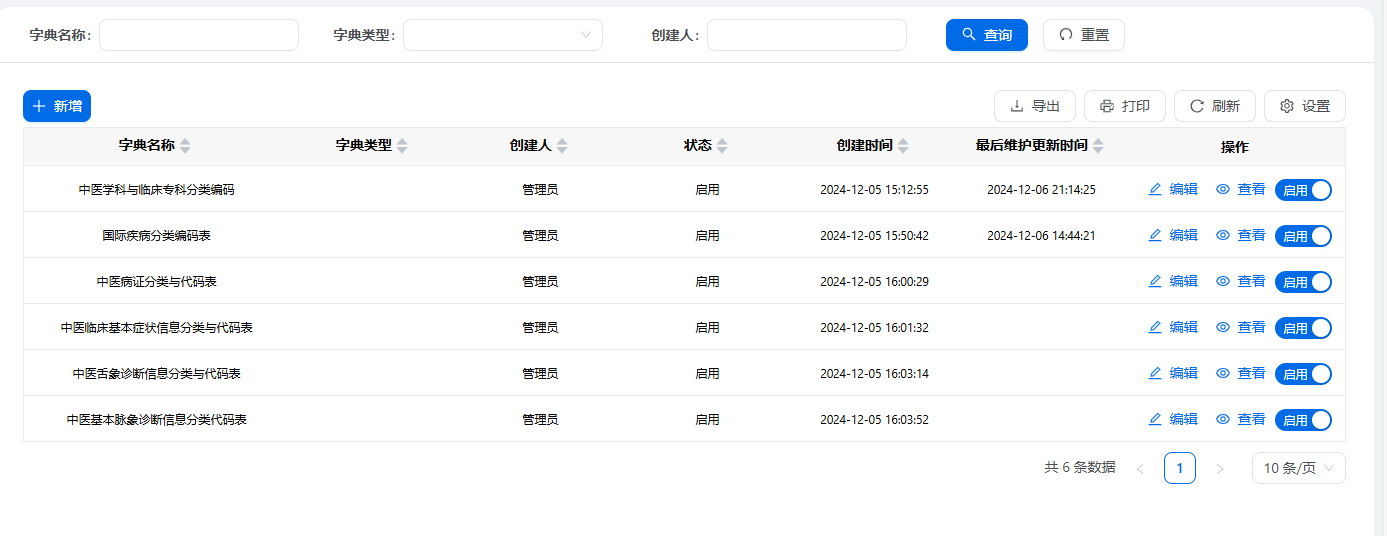 字典名称: 字典类型: 创建人: 查询 重置
新增 导出 打印 刷新 设置
字典名称 字典类型 创建人 状态 创建时间 最后维护更新时间 操作
中医学科与临床专科分类编码 管理员 启用 2024-12-05 15:12:55 2024-12-06 21:14:25 编辑 查看 启用
国际疾病分类编码表 管理员 启用 2024-12-05 15:50:42 2024-12-06 14:44:21 编辑 查看 启用
中医病证分类与代码表 管理员 启用 2024-12-05 16:00:29 编辑 查看 启用
中医临床基本症状信息分类与代码表 管理员 启用 2024-12-05 16:01:32 编辑 查看 启用
中医舌象诊断信息分类与代码表 管理员 启用 2024-12-05 16:03:14 编辑 查看 启用
中医基本脉象诊断信息分类代码表 管理员 启用 2024-12-05 16:03:52 编辑 查看 启用
共 6 条数据 1 10 条/页